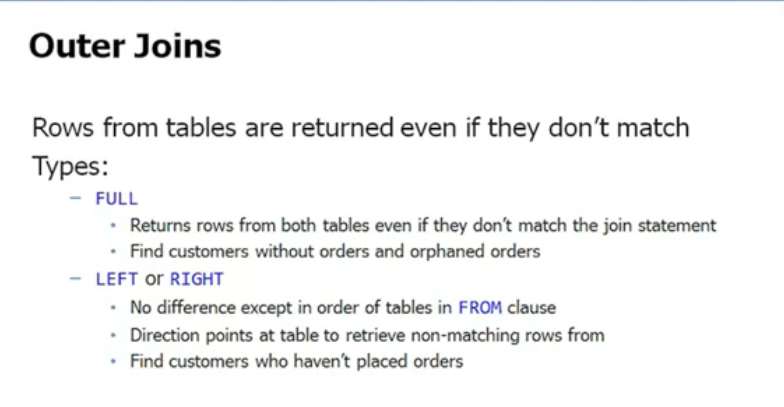 Outer Joins
Rows from tables are returned even if they don't match
Types:
– FULL
• Returns rows from both tables even if they don't match the join statement
• Find customers without orders and orphaned orders
– LEFT or RIGHT
• No difference except in order of tables in FROM clause
• Direction points at table to retrieve non-matching rows from
• Find customers who haven't placed orders